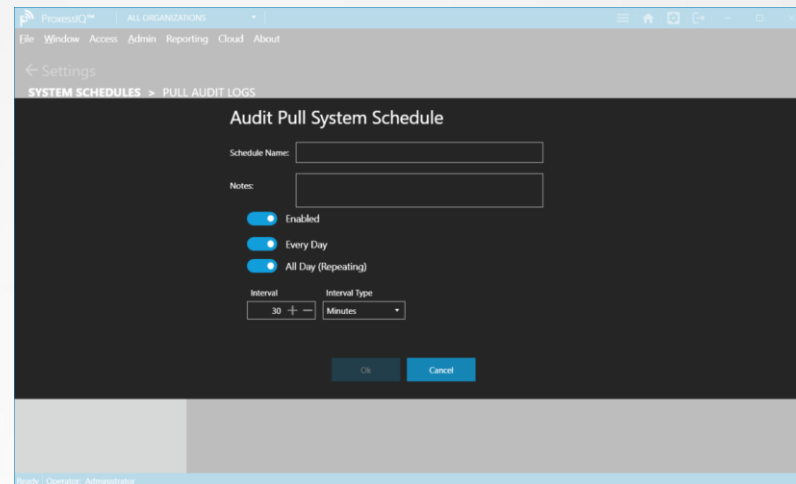 ProxessIQ™ ALL ORGANIZATIONS
File Window Access Admin Reporting Cloud About
Settings
SYSTEM SCHEDULES > PULL AUDIT LOGS
Audit Pull System Schedule
Schedule Name:
Notes:
Enabled
Every Day
All Day (Repeating)
Interval Interval Type
30 Minutes
Ok Cancel
Ready Operator: Administrator